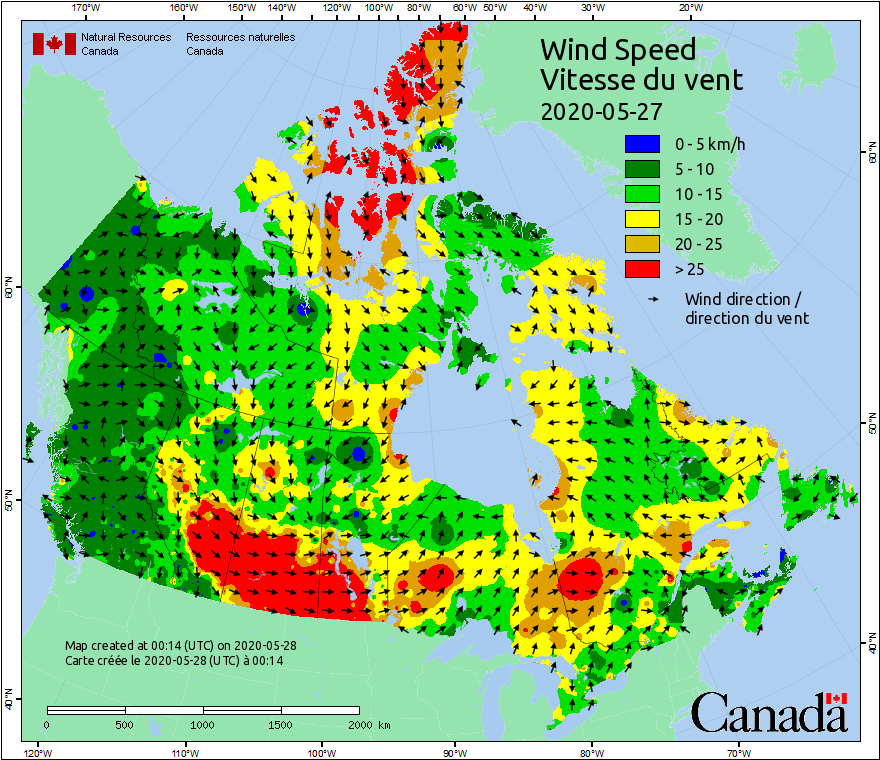 170°W 160°W 150°W 140°W 120°W 100°W 80°W 60°W 50°W 40°W 30°W 20°W
Natural Resources Canada
Ressources naturelles Canada
Wind Speed
Vitesse du vent
2020-05-27
0 - 5 km/h
5 - 10
10 - 15
15 - 20
20 - 25
> 25
Wind direction /
direction du vent
60°N
50°N
40°N
60°N
50°N
40°N
Map created at 00:14 (UTC) on 2020-05-28
Carte créée le 2020-05-28 (UTC) à 00:14
0 500 1000 1500 2000 km
Canada
120°W 110°W 100°W 90°W 80°W 70°W